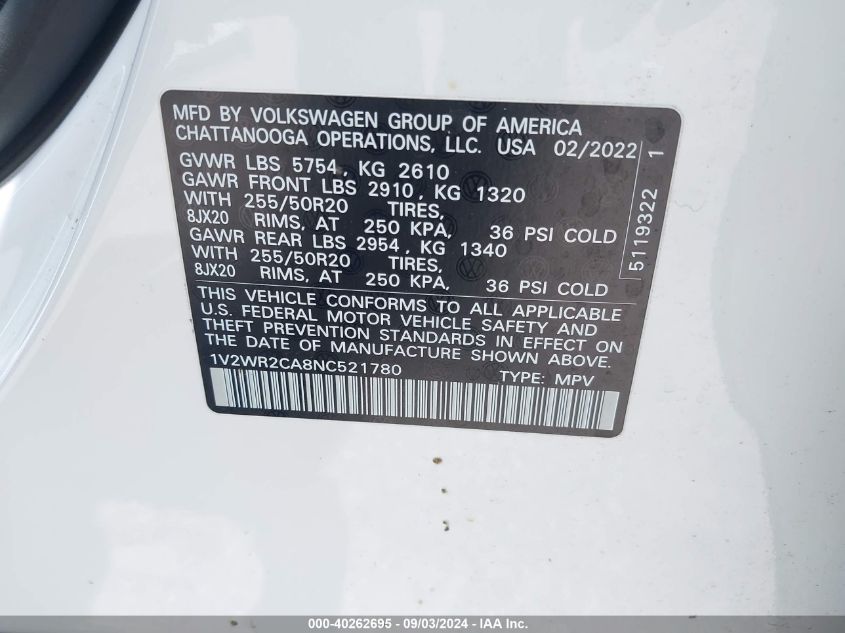 MFD BY VOLKSWAGEN GROUP OF AMERICA
CHATTANOOGA OPERATIONS, LLC. USA 02/2022
GVWR LBS 5754, KG 2610
GAWR FRONT LBS 2910, KG 1320
WITH 255/50R20 TIRES,
8JX20 RIMS, AT 250 KPA, 36 PSI COLD
GAWR REAR LBS 2954, KG 1340
WITH 255/50R20 TIRES,
8JX20 RIMS, AT 250 KPA, 36 PSI COLD
THIS VEHICLE CONFORMS TO ALL APPLICABLE
U.S. FEDERAL MOTOR VEHICLE SAFETY AND
THEFT PREVENTION STANDARDS IN EFFECT ON
THE DATE OF MANUFACTURE SHOWN ABOVE.
1V2WR2CA8NC521780 TYPE: MPV
5119322 1
000-40262695 - 09/03/2024 - IAA Inc.